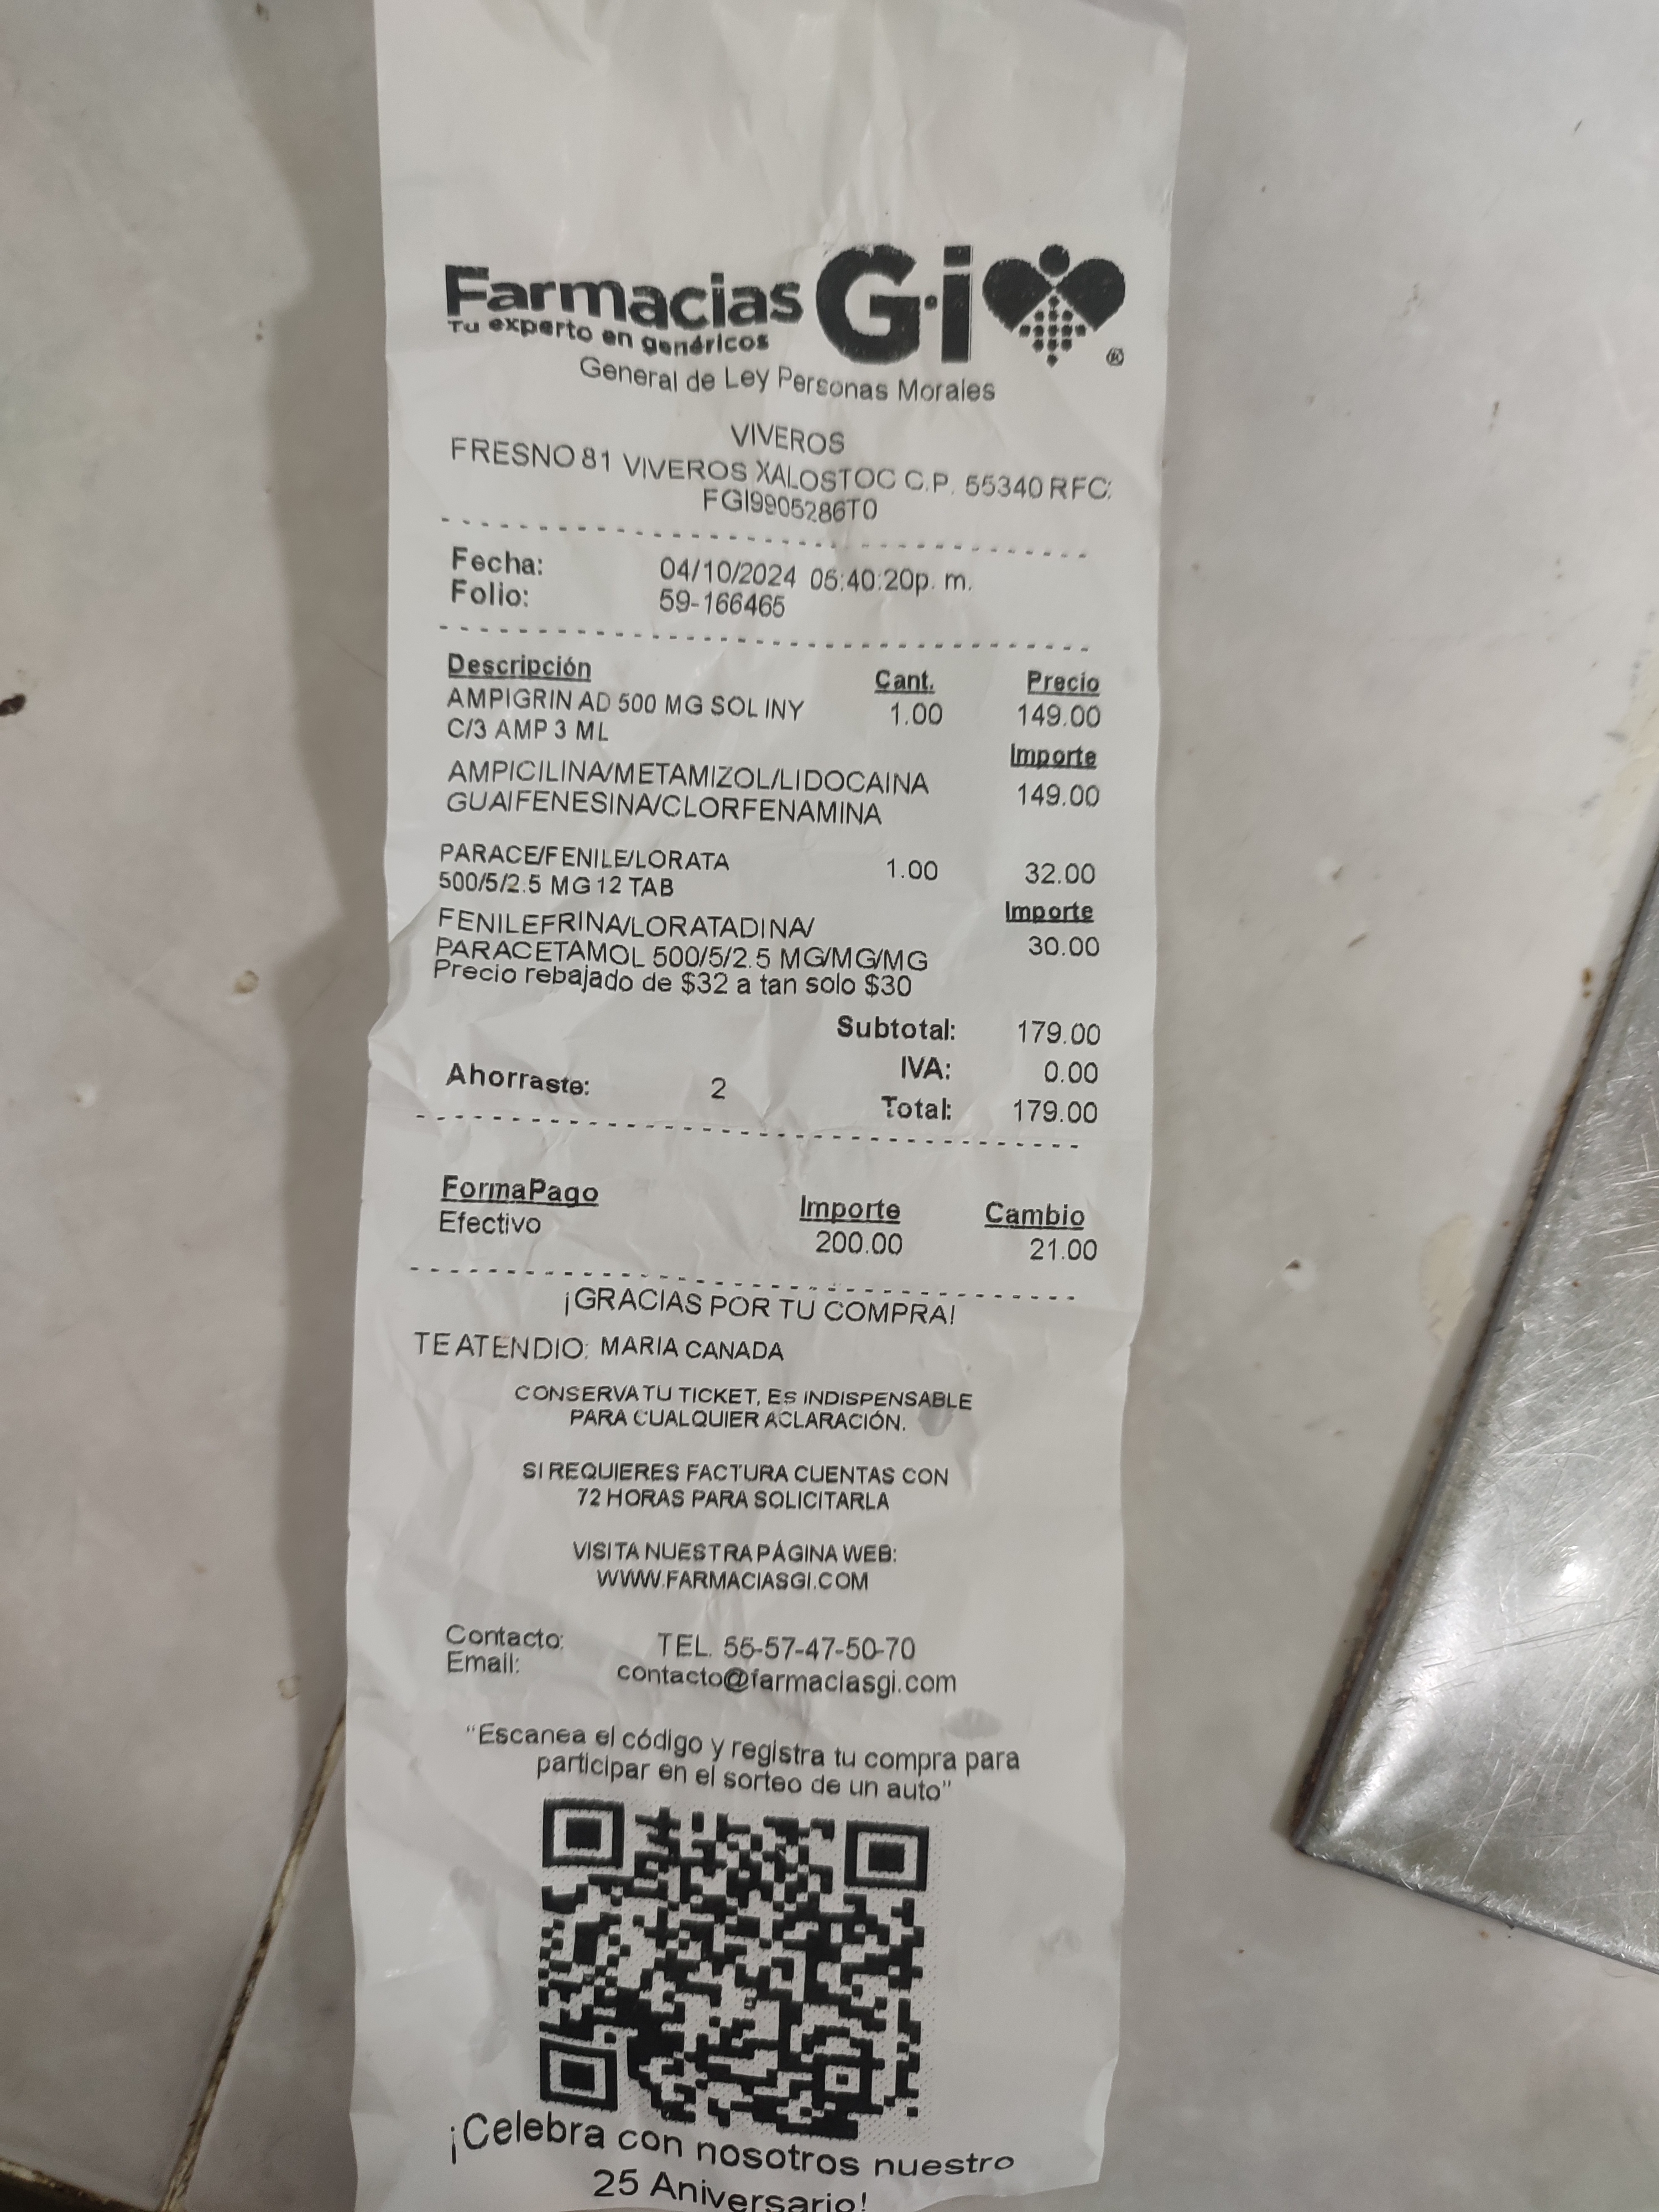 Farmacias G·i ®
Tu experto en genéricos
General de Ley Personas Morales
VIVEROS
FRESNO 81 VIVEROS XALOSTOC C.P. 55340 RFC:
FGI9905286T0
Fecha: 04/10/2024 05:40:20p. m.
Folio: 59-166465
Descripción Cant. Precio
AMPIGRIN AD 500 MG SOL INY 1.00 149.00
C/3 AMP 3 ML
Importe
AMPICILINA/METAMIZOL/LIDOCAINA 149.00
GUAIFENESINA/CLORFENAMINA
PARACE/FENILE/LORATA 1.00 32.00
500/5/2.5 MG 12 TAB
Importe
FENILEFRINA/LORATADINA/ 30.00
PARACETAMOL 500/5/2.5 MG/MG/MG
Precio rebajado de $32 a tan solo $30
Subtotal: 179.00
IVA: 0.00
Ahorraste: 2
Total: 179.00
FormaPago Importe Cambio
Efectivo 200.00 21.00
¡GRACIAS POR TU COMPRA!
TE ATENDIO: MARIA CANADA
CONSERVA TU TICKET, ES INDISPENSABLE
PARA CUALQUIER ACLARACIÓN.
SI REQUIERES FACTURA CUENTAS CON
72 HORAS PARA SOLICITARLA
VISITA NUESTRA PÁGINA WEB:
WWW.FARMACIASGI.COM
Contacto: TEL. 55-57-47-50-70
Email: contacto@farmaciasgi.com
"Escanea el código y registra tu compra para
participar en el sorteo de un auto"
¡Celebra con nosotros nuestro
25 Aniversario!